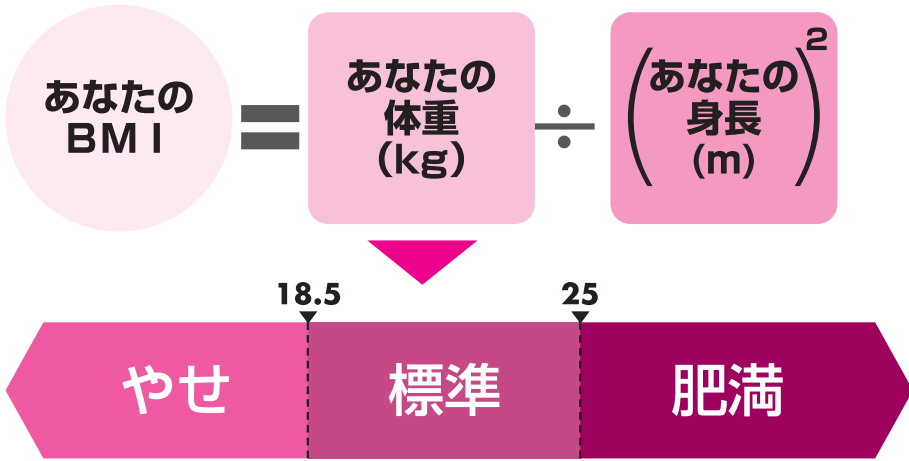 あなたの
BMI
=
あなたの
体重
(kg)
÷
(あなたの
身長
(m))2
18.5
25
やせ
標準
肥満